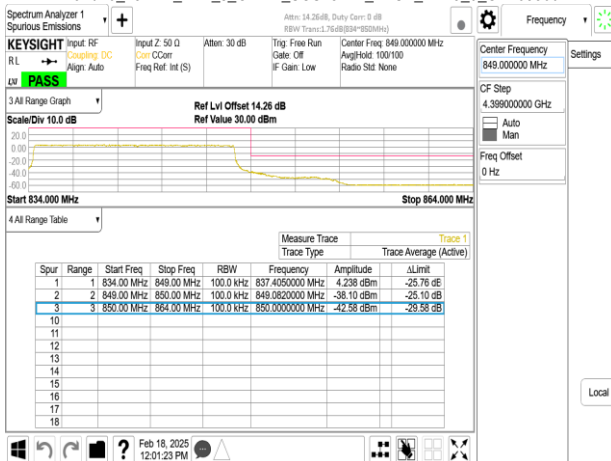 Spectrum Analyzer 1
Spurious Emissions
Attn: 14.26dB, Duty Corr: 0 dB
RBW Trans:1.76dB(834~850MHz)
Frequency
KEYSIGHT
Input: RF
Coupling: DC
Align: Auto
Input Z: 50 Ω
Corr CCorr
Freq Ref: Int (S)
Atten: 30 dB
Trig: Free Run
Gate: Off
IF Gain: Low
Center Freq: 849.000000 MHz
Avg|Hold: 100/100
Radio Std: None
RL
LXI
PASS
Center Frequency
849.000000 MHz
Settings
CF Step
4.399000000 GHz
Auto
Man
Freq Offset
0 Hz
3 All Range Graph
Scale/Div 10.0 dB
Ref Lvl Offset 14.26 dB
Ref Value 30.00 dBm
20.0
0.00
-20.0
-40.0
-60.0
Start 834.000 MHz
Stop 864.000 MHz
4 All Range Table
Measure Trace Trace 1
Trace Type Trace Average (Active)
Spur Range Start Freq Stop Freq RBW Frequency Amplitude ΔLimit
1 1 834.00 MHz 849.00 MHz 100.0 kHz 837.4050000 MHz 4.238 dBm -25.76 dB
2 2 849.00 MHz 850.00 MHz 100.0 kHz 849.0820000 MHz -38.10 dBm -25.10 dB
3 3 850.00 MHz 864.00 MHz 100.0 kHz 850.0000000 MHz -42.58 dBm -29.58 dB
10
11
12
13
14
15
16
17
18
Local
?
Feb 18, 2025
12:01:23 PM